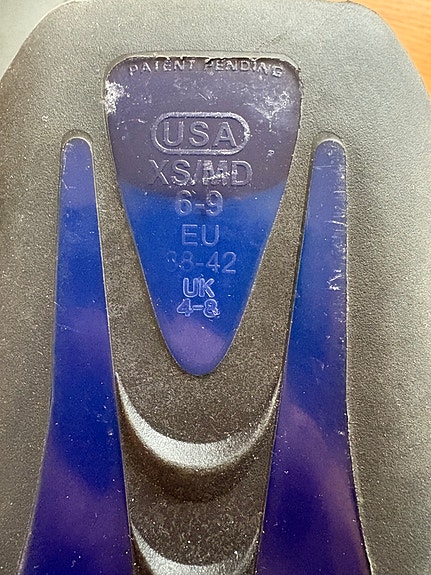 PATENT PENDING
USA
XS/MD
6-9
EU
38-42
UK
4-8